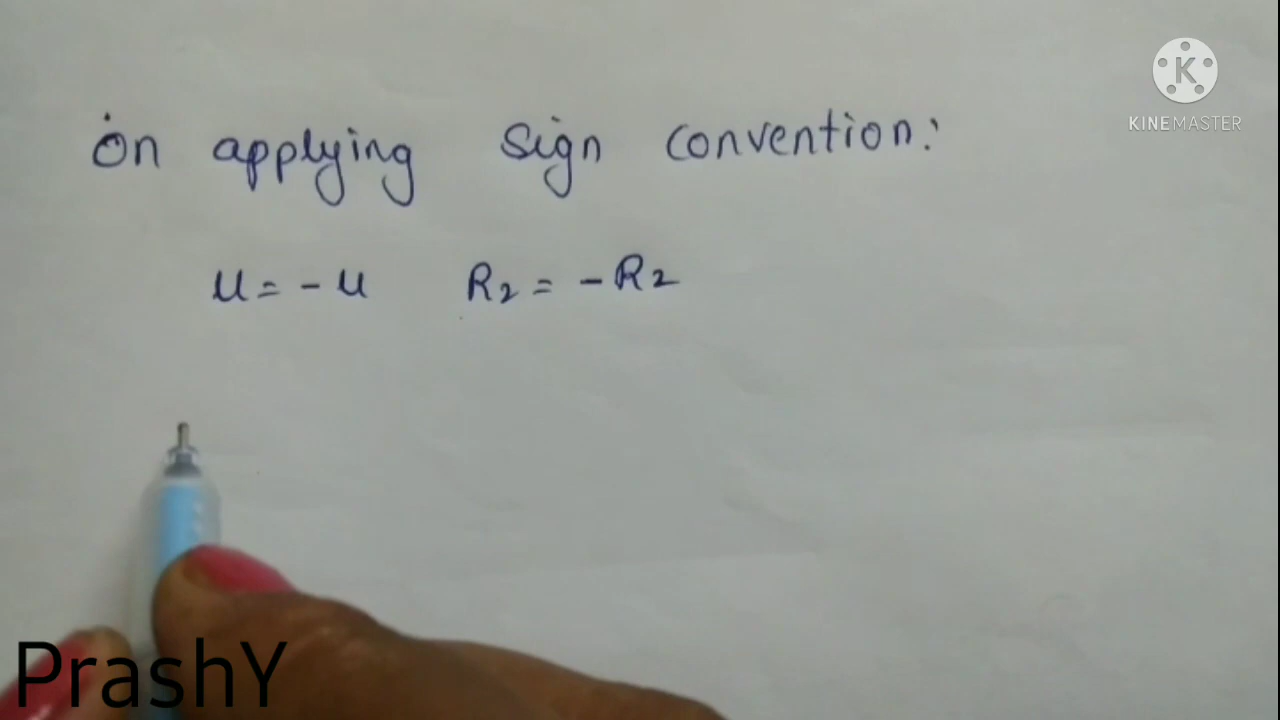 On applying sign convention:
u = - u R2 = - R2
K
KINEMASTER
PrashY